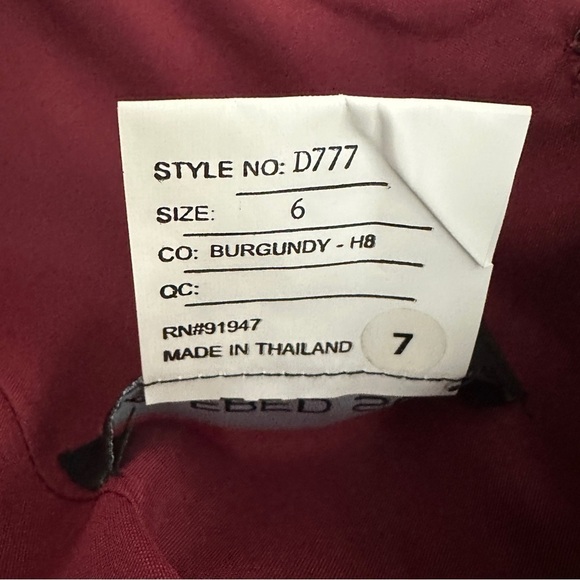 STYLE NO: D777
SIZE: 6
CO: BURGUNDY - H8
QC:
RN#91947
MADE IN THAILAND 7